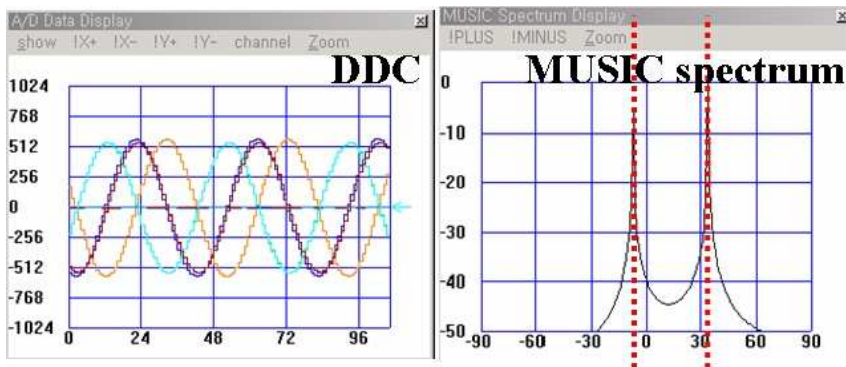 A/D Data Display
show !X+ !X- !Y+ !Y- channel Zoom
DDC
1024
768
512
256
0
-256
-512
-768
-1024
0 24 48 72 96
MUSIC Spectrum Display
!PLUS !MINUS Zoom
MUSIC spectrum
0
-10
-20
-30
-40
-50
-90 -60 0 30 60 90